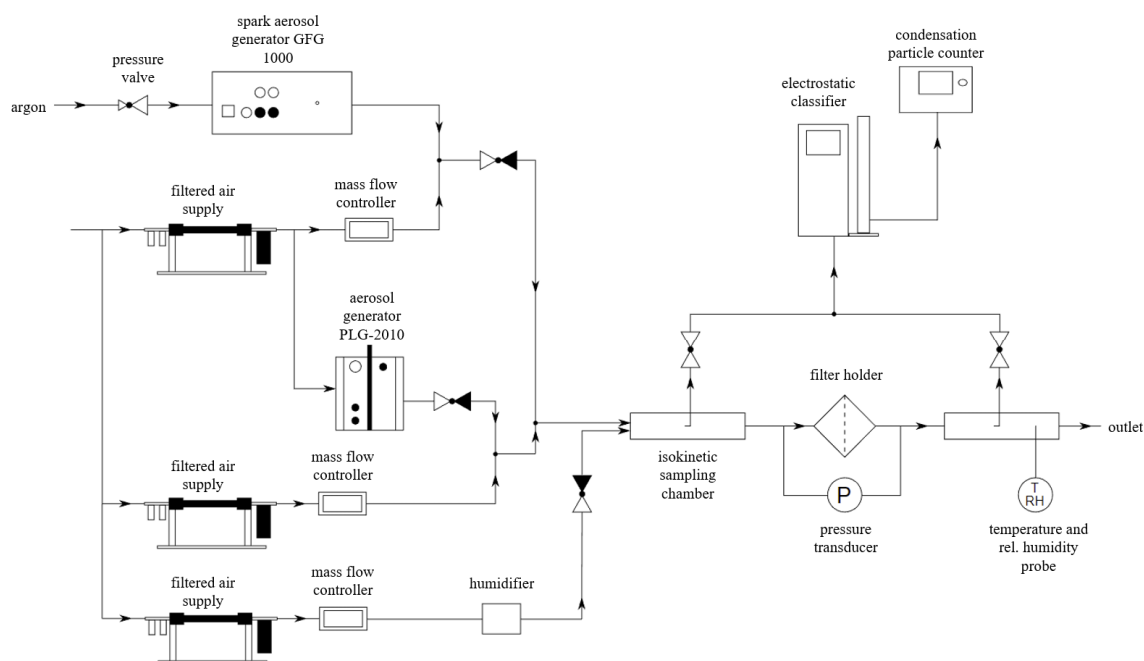 spark aerosol
generator GFG
1000
pressure
valve
argon
condensation
particle counter
electrostatic
classifier
filtered air
supply
mass flow
controller
aerosol
generator
PLG-2010
filter holder
outlet
isokinetic
sampling
chamber
P
pressure
transducer
T
RH
temperature and
rel. humidity
probe
filtered air
supply
mass flow
controller
filtered air
supply
mass flow
controller
humidifier